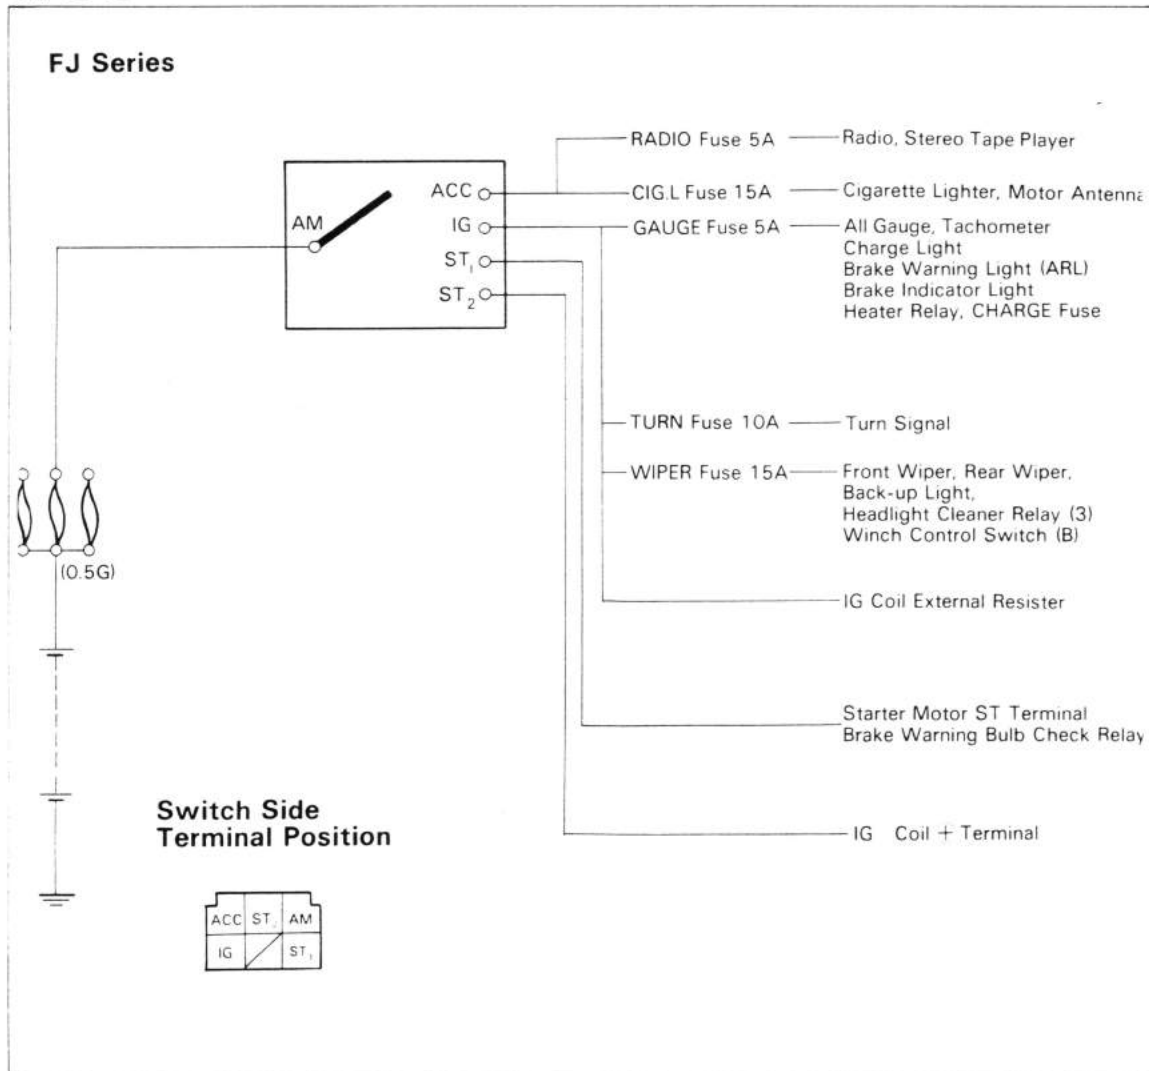 FJ Series
RADIO Fuse 5A Radio, Stereo Tape Player
ACC
CIG.L Fuse 15A Cigarette Lighter, Motor Antenna
AM
IG
GAUGE Fuse 5A All Gauge, Tachometer
Charge Light
ST₁
Brake Warning Light (ARL)
Brake Indicator Light
ST₂
Heater Relay, CHARGE Fuse
TURN Fuse 10A Turn Signal
WIPER Fuse 15A Front Wiper, Rear Wiper,
Back-up Light,
Headlight Cleaner Relay (3)
Winch Control Switch (B)
(0.5G)
IG Coil External Resister
Starter Motor ST Terminal
Brake Warning Bulb Check Relay
Switch Side
Terminal Position
IG Coil + Terminal
ACC ST₂ AM
IG ST₁